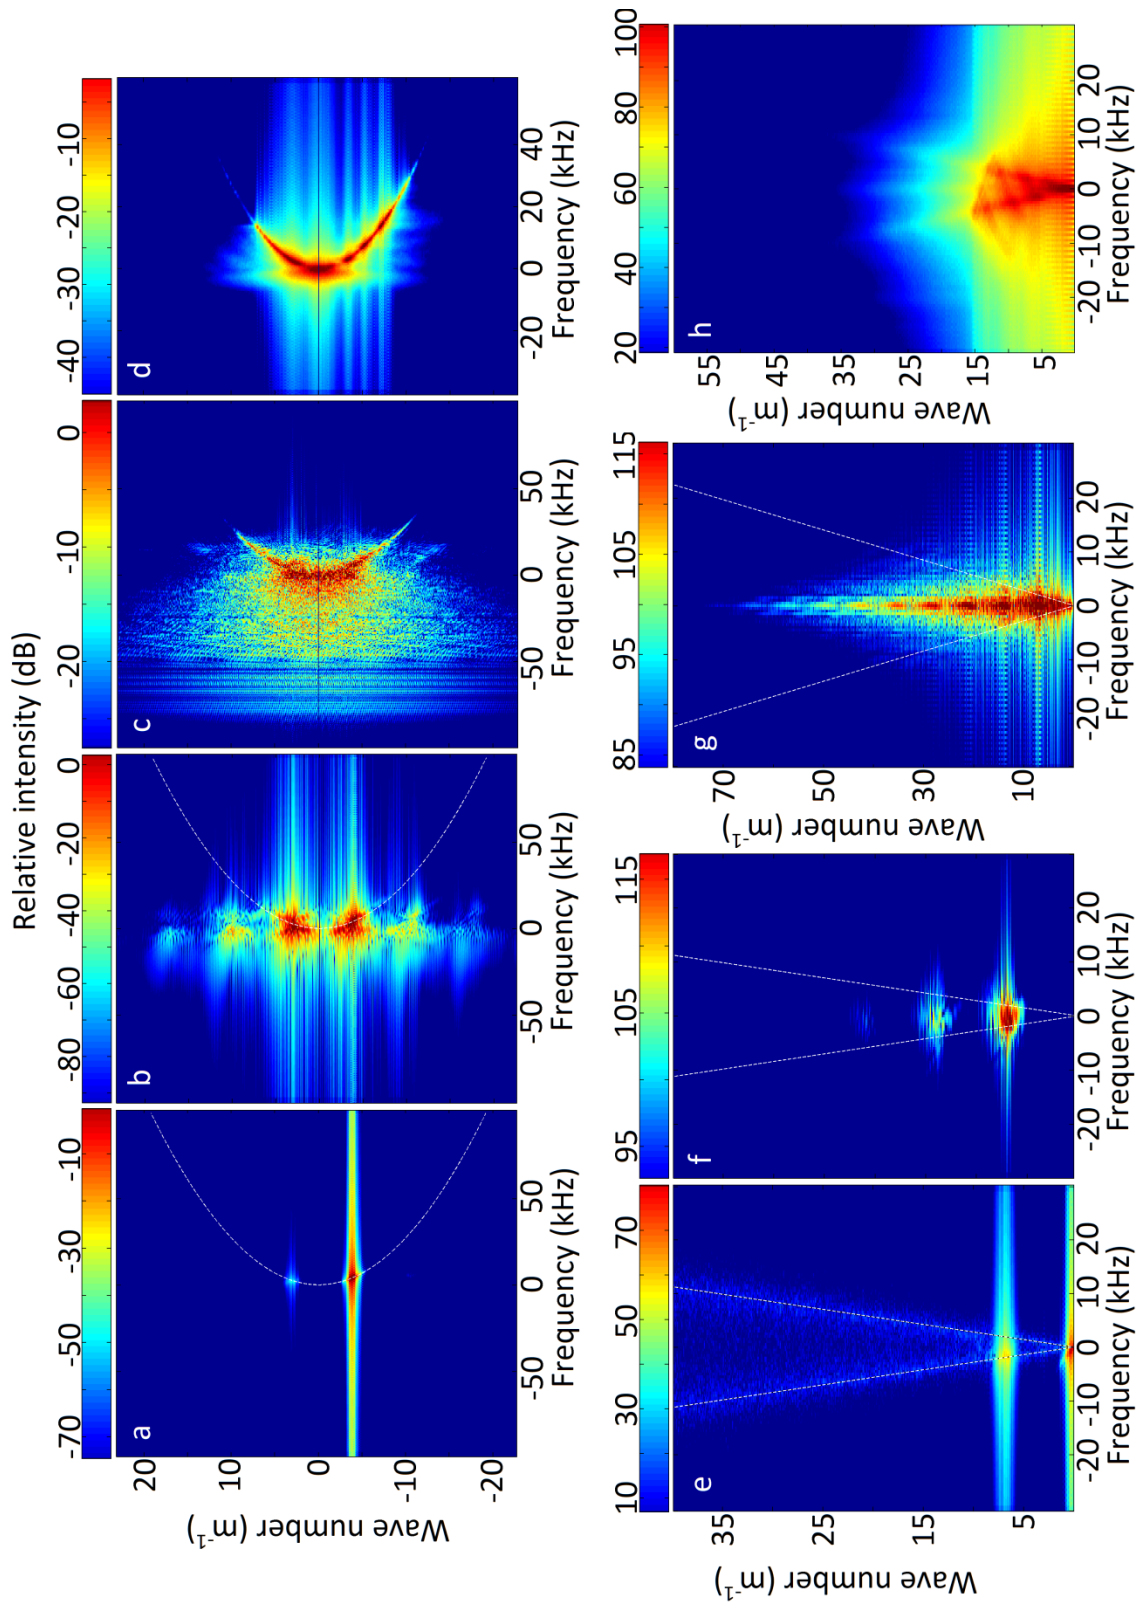 Relative intensity (dB)
-70 -50 -30 -10
-80 -60 -40 -20 0
-20 -10 0
-40 -30 -20 -10
a
b
c
d
Wave number (m⁻¹)
20
10
0
-10
-20
-50 0 50
-50 0 50
-50 0 50
-20 0 20 40
Frequency (kHz)
Frequency (kHz)
Frequency (kHz)
Frequency (kHz)
10 30 50 70
95 105 115
85 95 105 115
20 40 60 80 100
e
f
g
h
Wave number (m⁻¹)
35
25
15
5
Wave number (m⁻¹)
70
50
30
10
Wave number (m⁻¹)
55
45
35
25
15
5
-20 -10 0 10 20
-20 -10 0 10 20
-20 -10 0 10 20
-20 -10 0 10 20
Frequency (kHz)
Frequency (kHz)
Frequency (kHz)
Frequency (kHz)